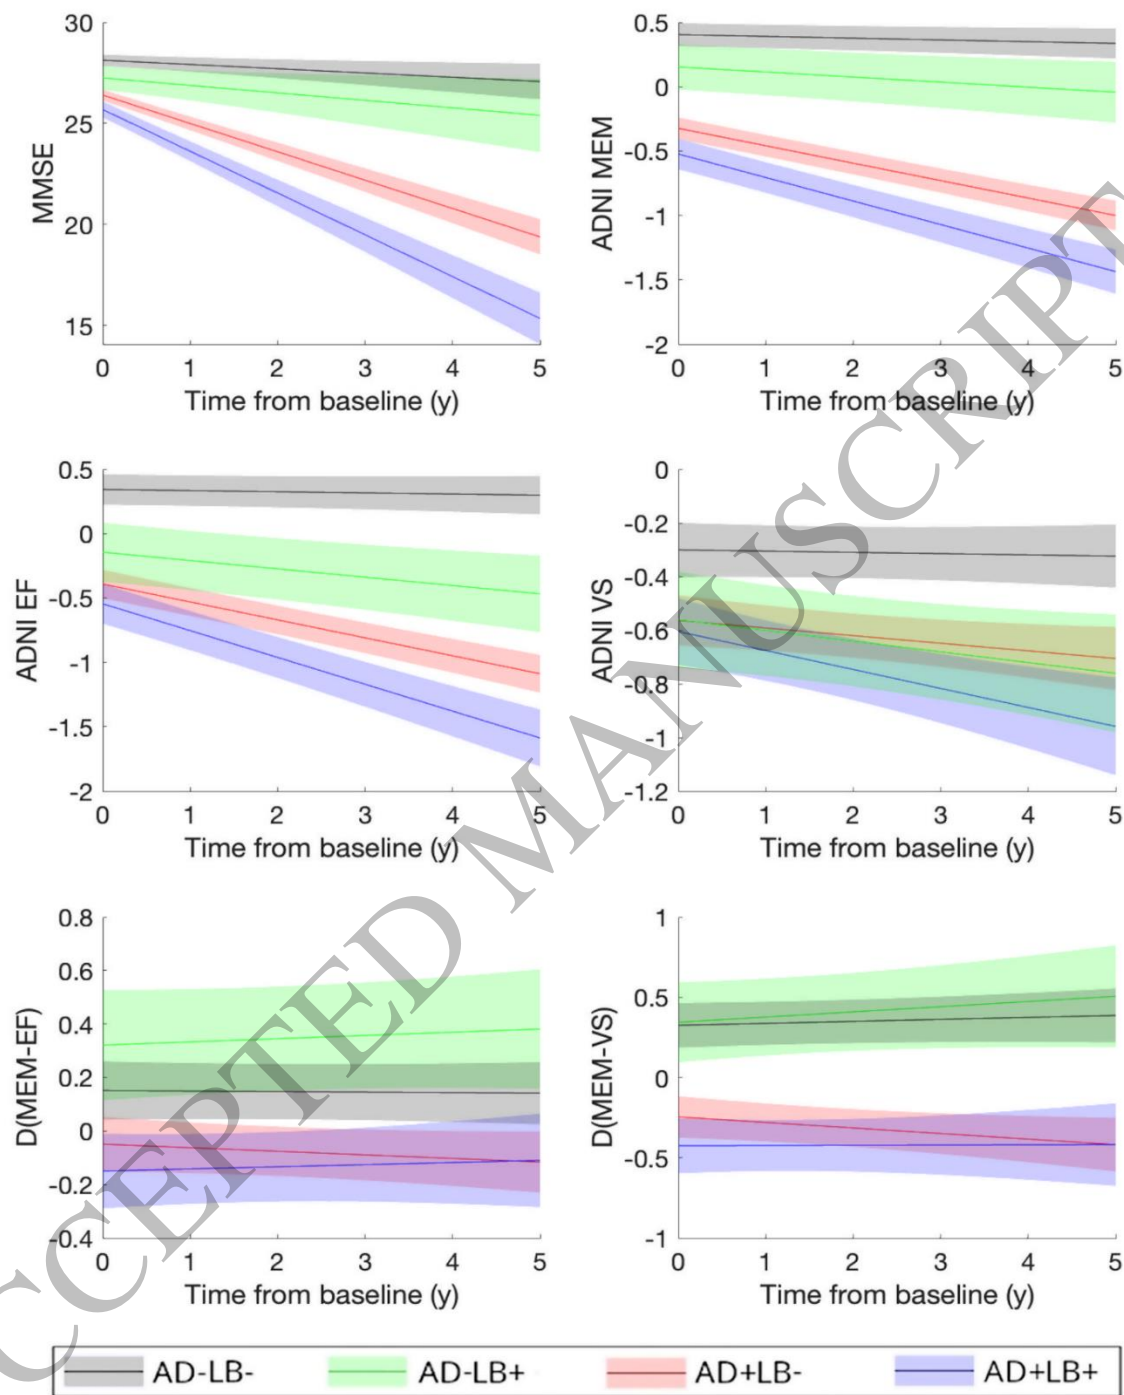 30
25
20
15
MMSE
0 1 2 3 4 5
Time from baseline (y)
0.5
0
-0.5
-1
-1.5
-2
ADNI MEM
0 1 2 3 4 5
Time from baseline (y)
0.5
0
-0.5
-1
-1.5
-2
ADNI EF
0 1 2 3 4 5
Time from baseline (y)
0
-0.2
-0.4
-0.6
-0.8
-1
-1.2
ADNI VS
0 1 2 3 4 5
Time from baseline (y)
0.8
0.6
0.4
0.2
0
-0.2
-0.4
D(MEM-EF)
0 1 2 3 4 5
Time from baseline (y)
1
0.5
0
-0.5
-1
D(MEM-VS)
0 1 2 3 4 5
Time from baseline (y)
AD-LB- AD-LB+ AD+LB- AD+LB+
CCEPTED MANUSCRIPT